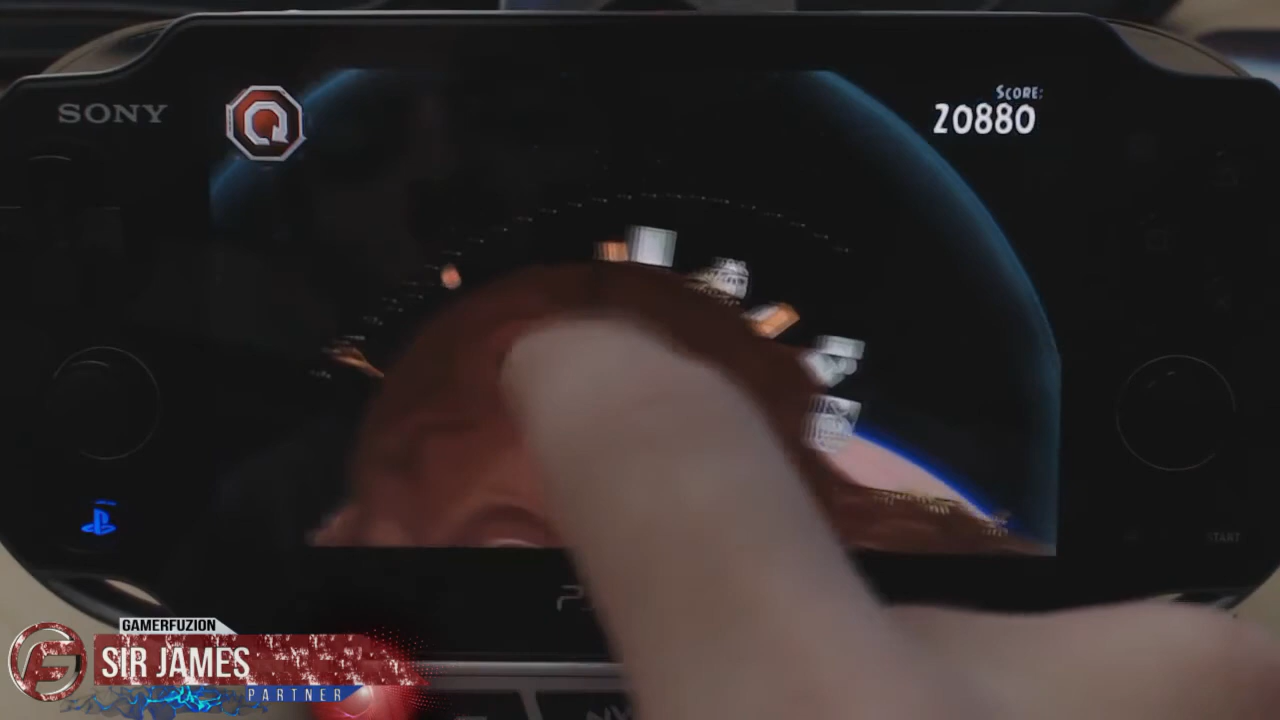 SONY
SCORE:
20880
START
GAMERFUZION
SIR JAMES
PARTNER